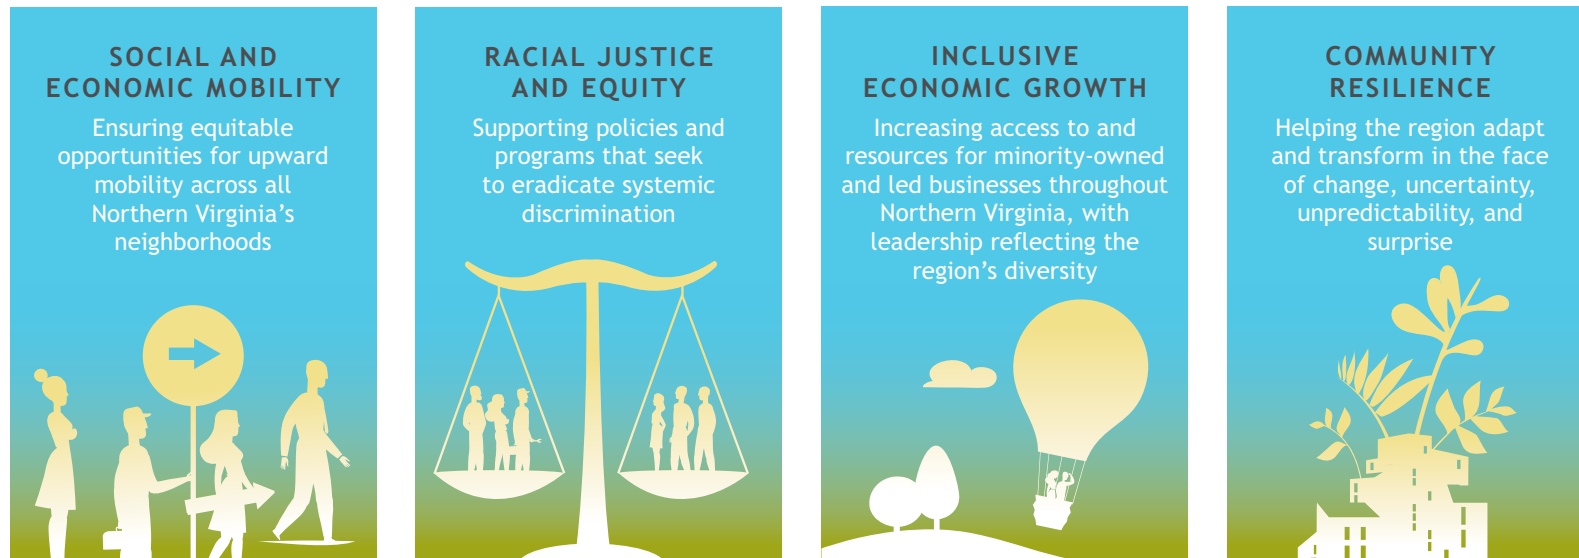 SOCIAL AND
ECONOMIC MOBILITY
Ensuring equitable
opportunities for upward
mobility across all
Northern Virginia’s
neighborhoods
RACIAL JUSTICE
AND EQUITY
Supporting policies and
programs that seek
to eradicate systemic
discrimination
INCLUSIVE
ECONOMIC GROWTH
Increasing access to and
resources for minority-owned
and led businesses throughout
Northern Virginia, with
leadership reflecting the
region’s diversity
COMMUNITY
RESILIENCE
Helping the region adapt
and transform in the face
of change, uncertainty,
unpredictability, and
surprise